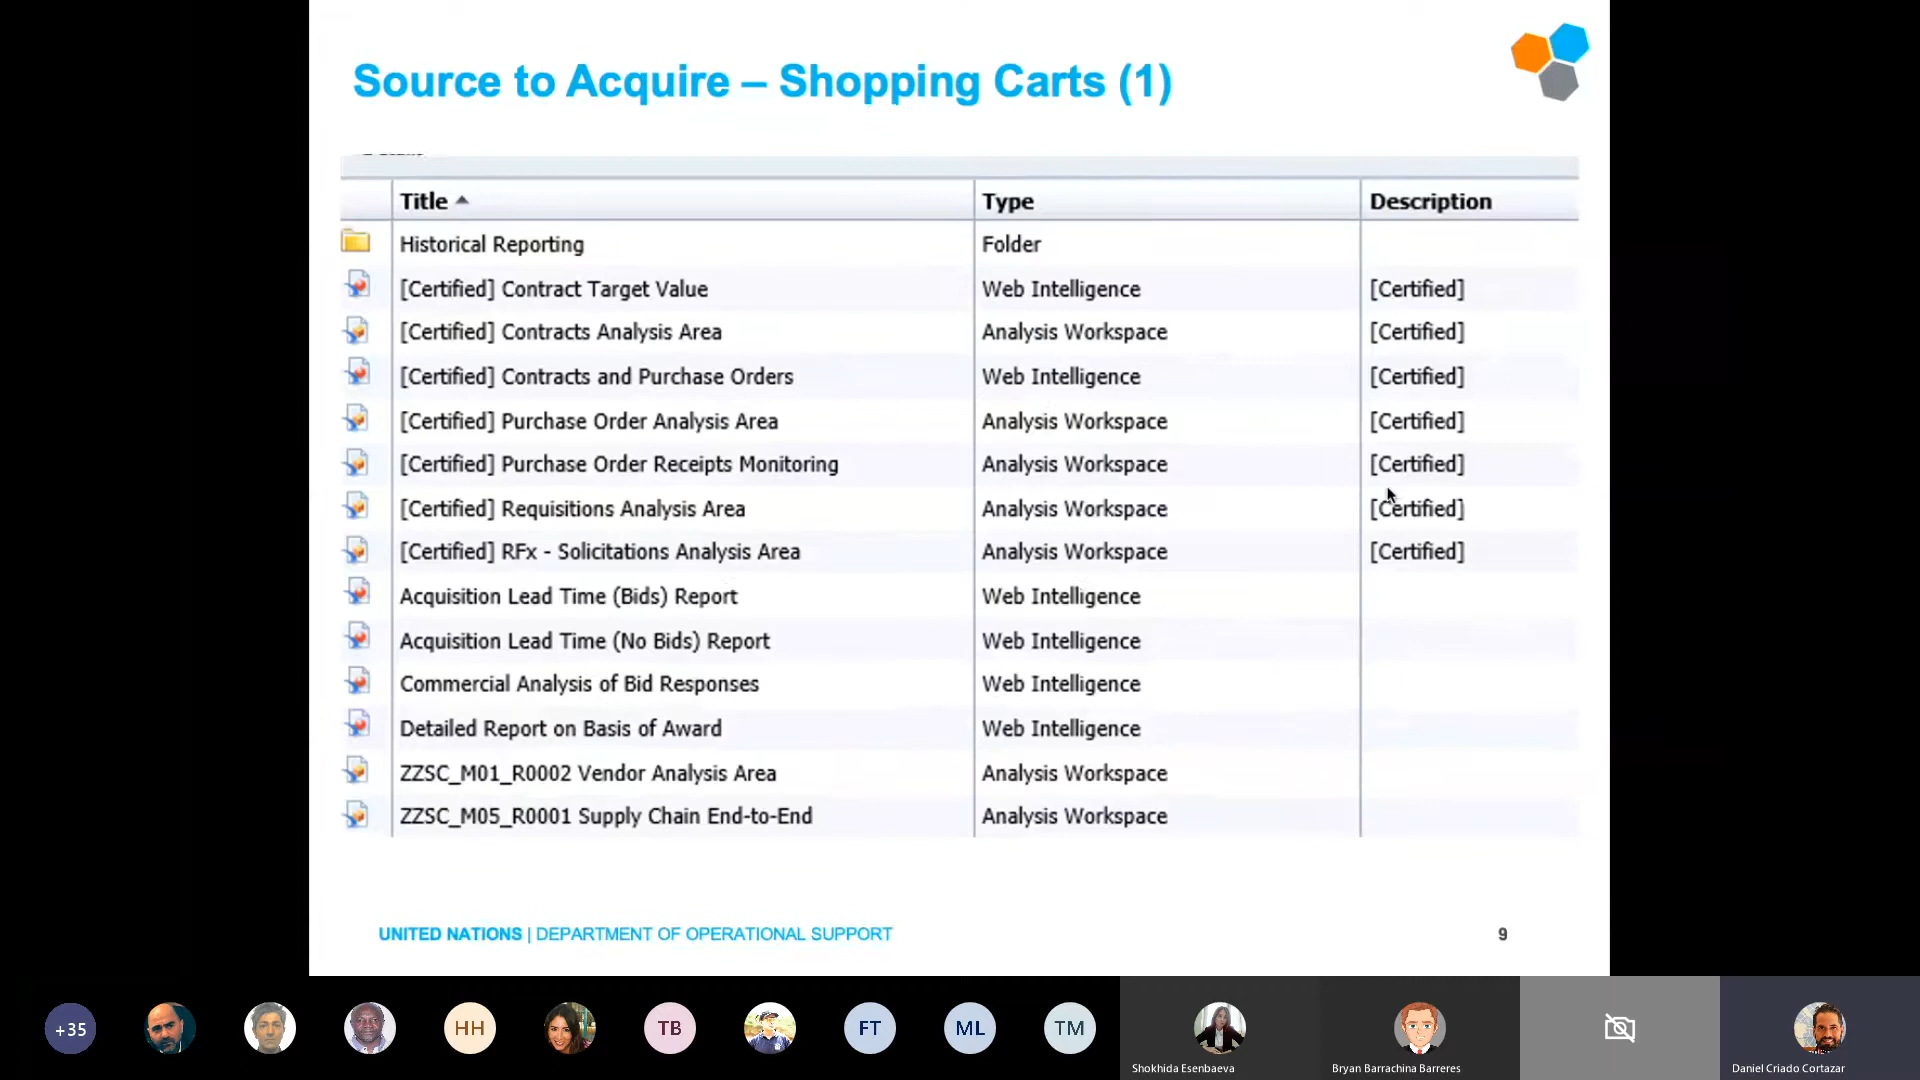 Source to Acquire – Shopping Carts (1)
Title Type Description
Historical Reporting Folder
[Certified] Contract Target Value Web Intelligence [Certified]
[Certified] Contracts Analysis Area Analysis Workspace [Certified]
[Certified] Contracts and Purchase Orders Web Intelligence [Certified]
[Certified] Purchase Order Analysis Area Analysis Workspace [Certified]
[Certified] Purchase Order Receipts Monitoring Analysis Workspace [Certified]
[Certified] Requisitions Analysis Area Analysis Workspace [Certified]
[Certified] RFx - Solicitations Analysis Area Analysis Workspace [Certified]
Acquisition Lead Time (Bids) Report Web Intelligence
Acquisition Lead Time (No Bids) Report Web Intelligence
Commercial Analysis of Bid Responses Web Intelligence
Detailed Report on Basis of Award Web Intelligence
ZZSC_M01_R0002 Vendor Analysis Area Analysis Workspace
ZZSC_M05_R0001 Supply Chain End-to-End Analysis Workspace
UNITED NATIONS | DEPARTMENT OF OPERATIONAL SUPPORT 9
+35 HH TB FT ML TM
Shokhida Esenbaeva Bryan Barrachina Barreres Daniel Criado Cortazar